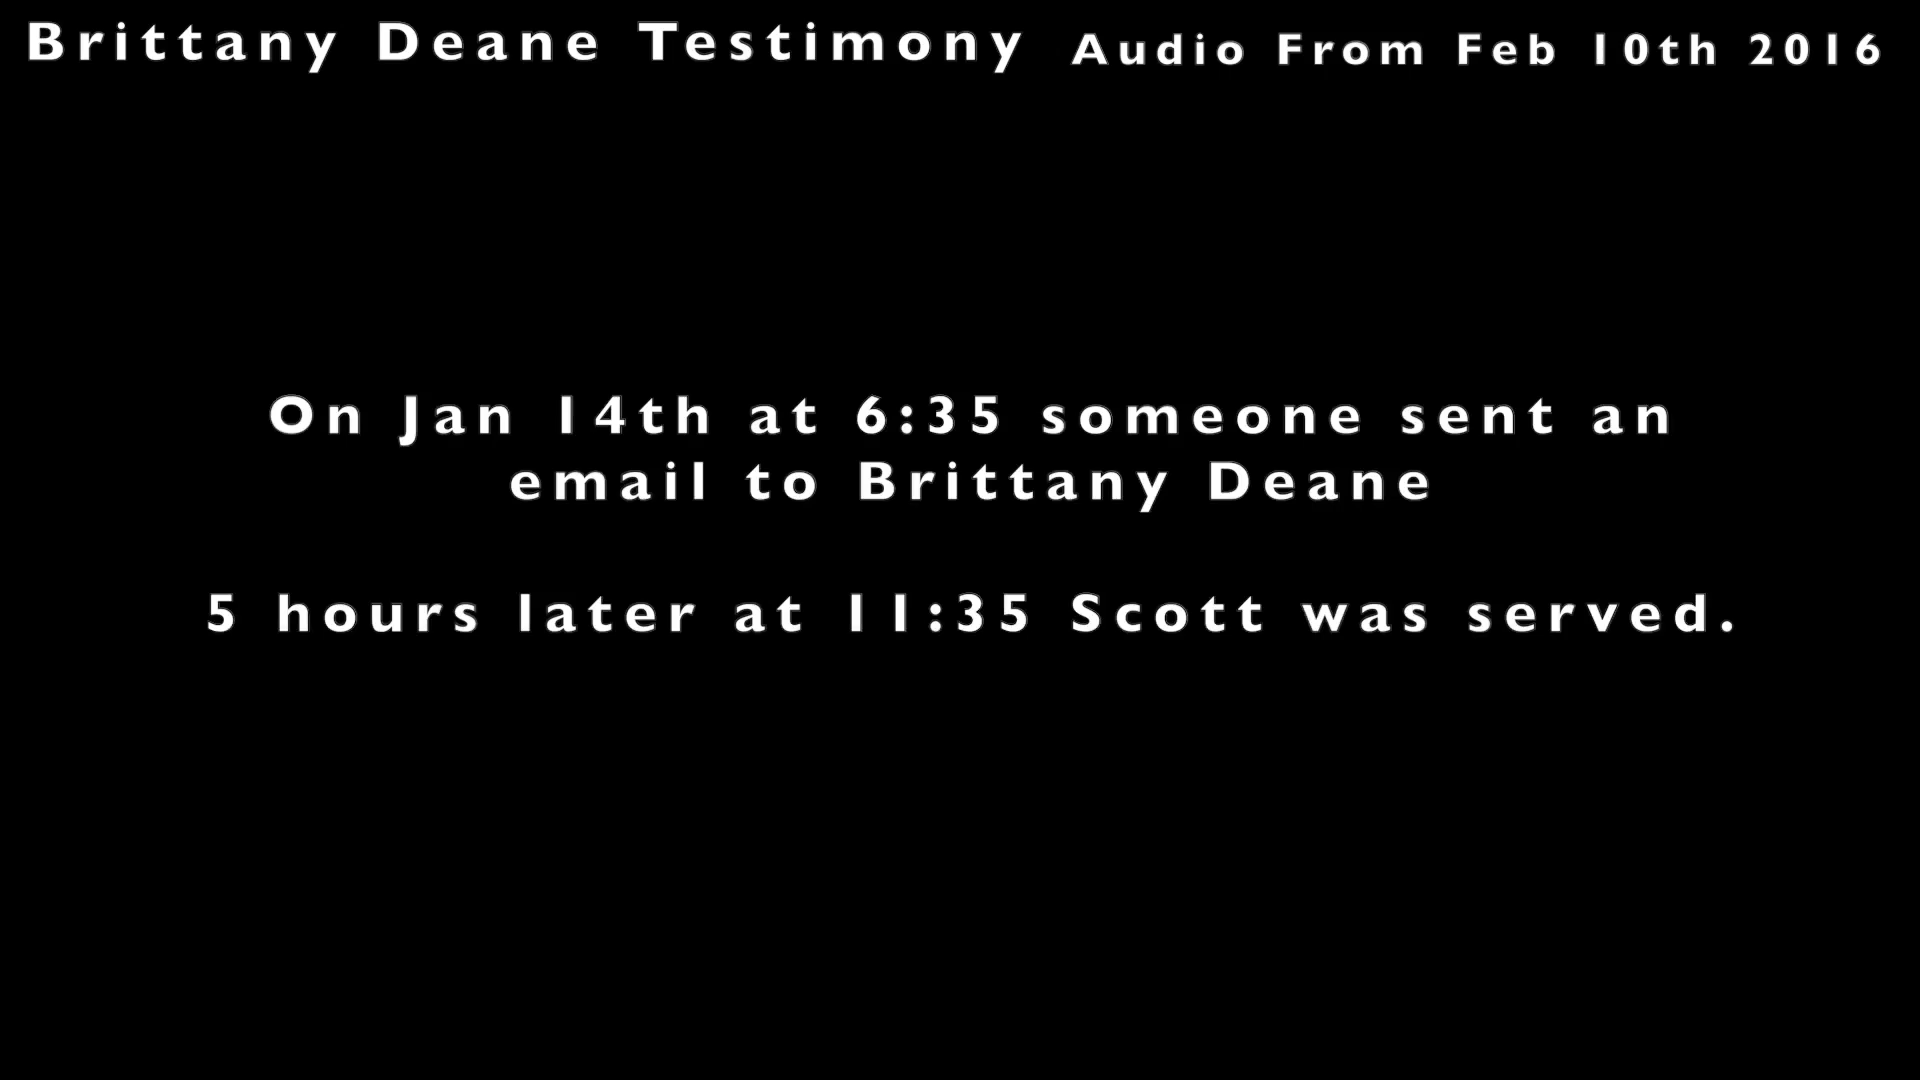 Brittany Deane Testimony Audio From Feb 10th 2016
On Jan 14th at 6:35 someone sent an
email to Brittany Deane
5 hours later at 11:35 Scott was served.